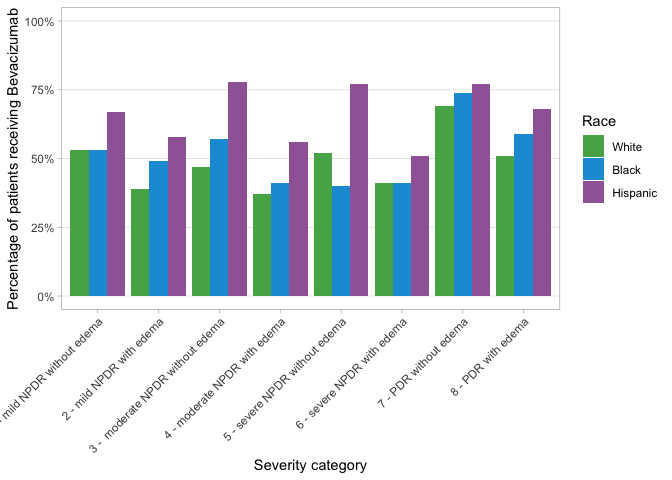 Percentage of patients receiving Bevacizumab
100%
75%
50%
25%
0%
- mild NPDR without edema
2 - mild NPDR with edema
3 -  moderate NPDR without edema
4 - moderate NPDR with edema
5 - severe NPDR without edema
6 - severe NPDR with edema
7 - PDR without edema
8 - PDR with edema
Severity category
Race
White
Black
Hispanic